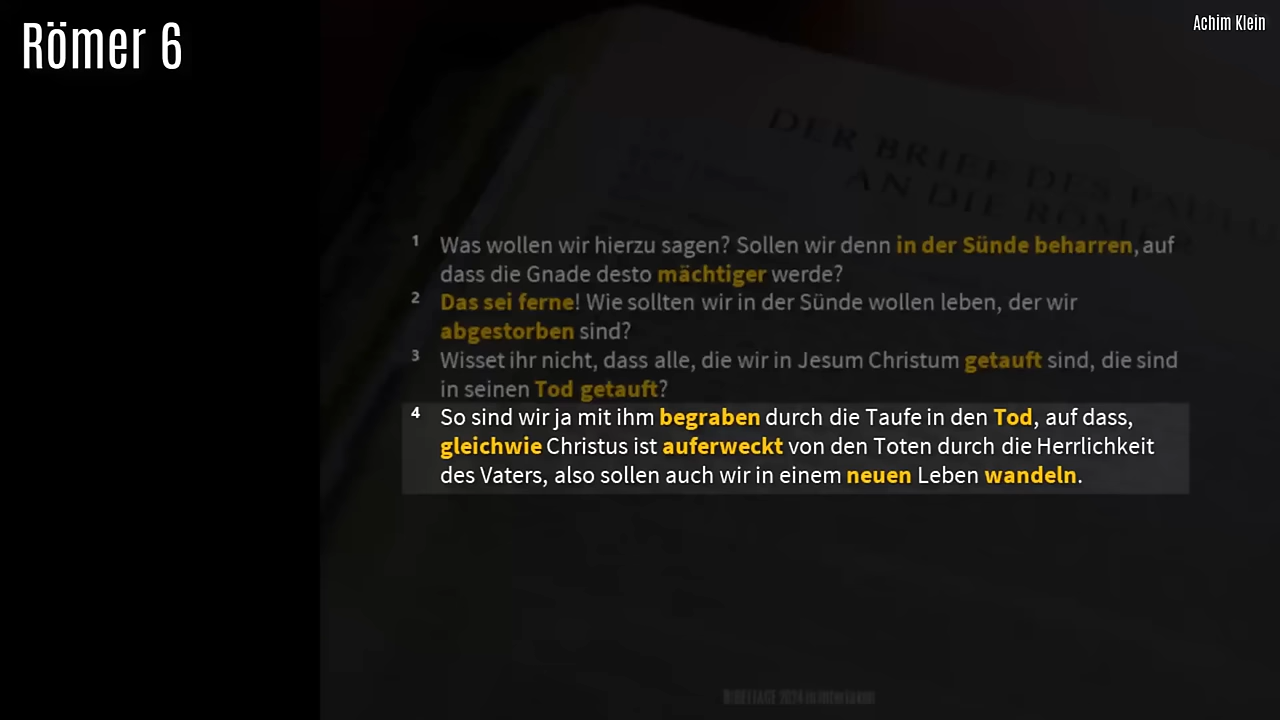 Römer 6
Achim Klein
DER BRIEF DES PAULUS
AN DIE RÖMER
1 Was wollen wir hierzu sagen? Sollen wir denn in der Sünde beharren, auf
dass die Gnade desto mächtiger werde?
2 Das sei ferne! Wie sollten wir in der Sünde wollen leben, der wir
abgestorben sind?
3 Wisset ihr nicht, dass alle, die wir in Jesum Christum getauft sind, die sind
in seinen Tod getauft?
4 So sind wir ja mit ihm begraben durch die Taufe in den Tod, auf dass,
gleichwie Christus ist auferweckt von den Toten durch die Herrlichkeit
des Vaters, also sollen auch wir in einem neuen Leben wandeln.
BIBELTAGE 2024 in Interlaken